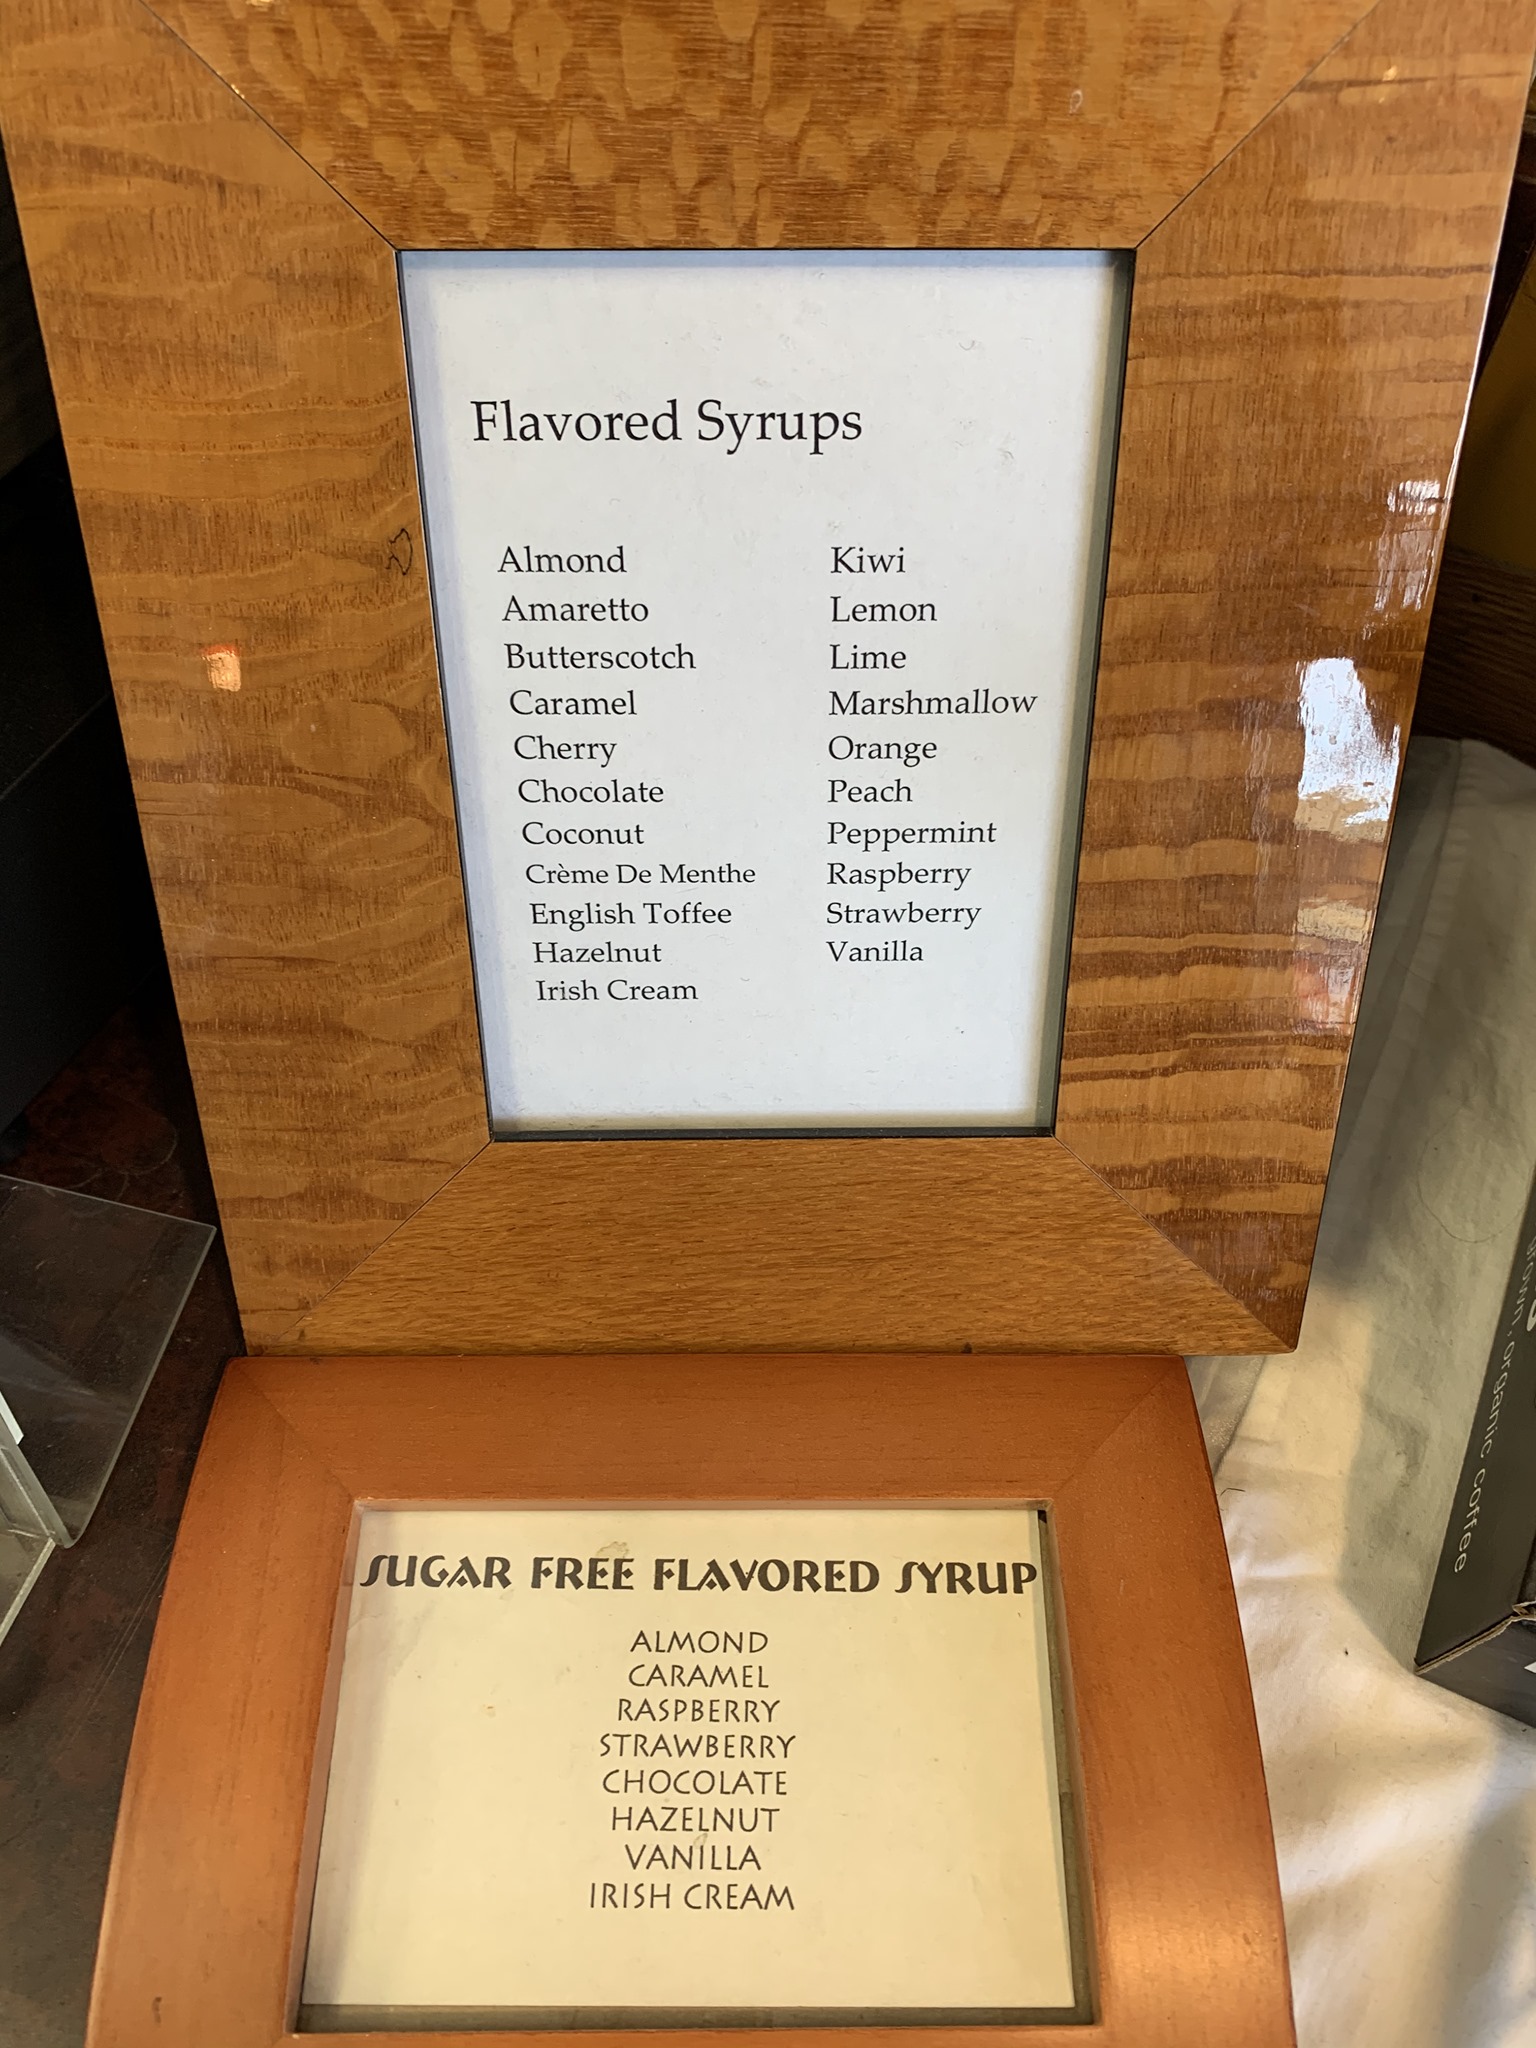 Flavored Syrups
Almond
Amaretto
Butterscotch
Caramel
Cherry
Chocolate
Coconut
Crème De Menthe
English Toffee
Hazelnut
Irish Cream
Kiwi
Lemon
Lime
Marshmallow
Orange
Peach
Peppermint
Raspberry
Strawberry
Vanilla
SUGAR FREE FLAVORED SYRUP
ALMOND
CARAMEL
RASPBERRY
STRAWBERRY
CHOCOLATE
HAZELNUT
VANILLA
IRISH CREAM
organic coffee